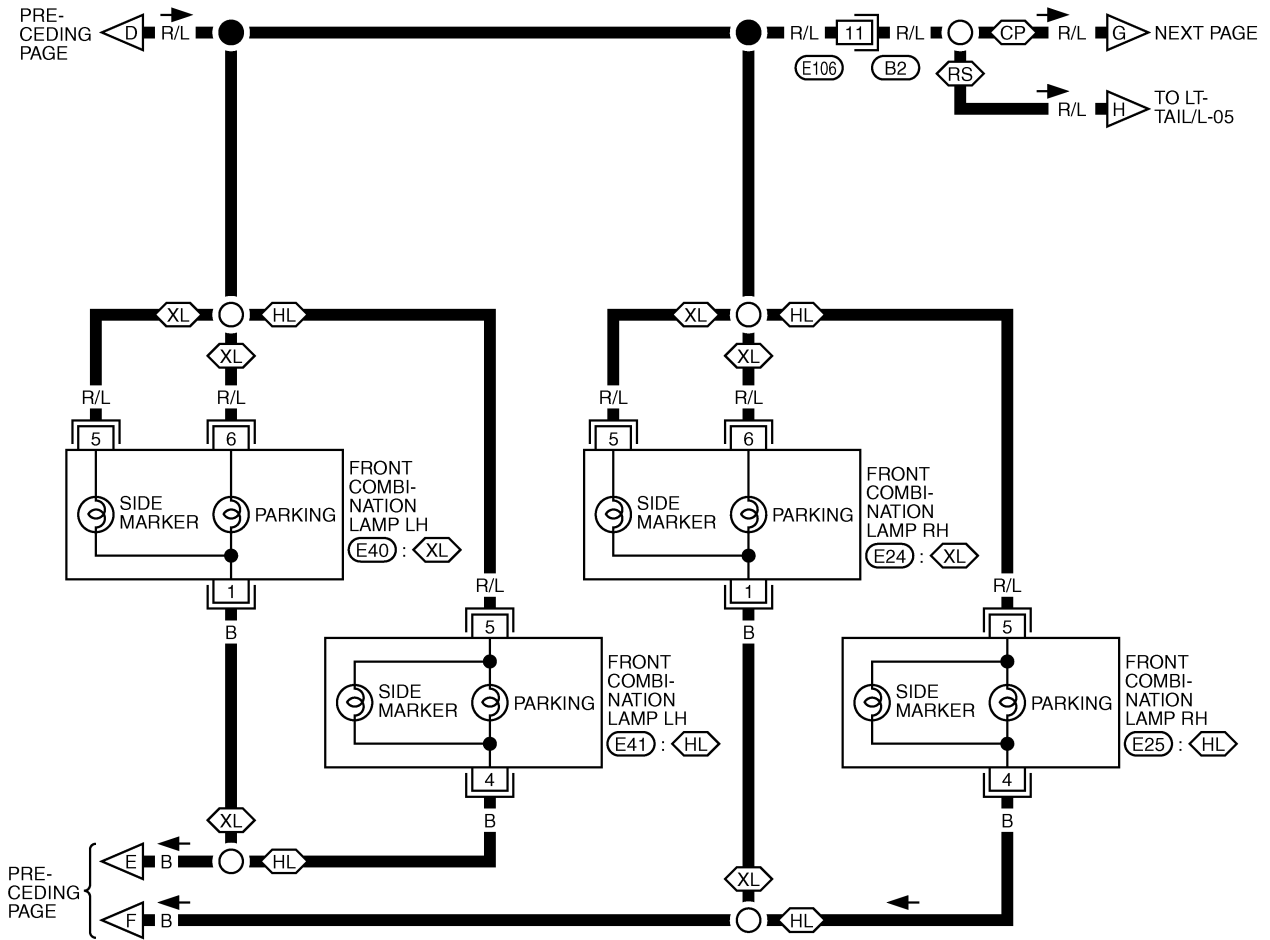 PRE-
CEDING
PAGE
D R/L R/L 11 R/L CP R/L G NEXT PAGE
E106 B2 RS
R/L H TO LT-
TAIL/L-05
XL HL XL HL
XL XL
R/L R/L R/L R/L
5 6 5 6
SIDE
MARKER
PARKING
FRONT
COMBI-
NATION
LAMP LH
E40 : XL
SIDE
MARKER
PARKING
FRONT
COMBI-
NATION
LAMP RH
E24 : XL
1 R/L 1 R/L
B 5 B 5
SIDE
MARKER
PARKING
FRONT
COMBI-
NATION
LAMP LH
E41 : HL
SIDE
MARKER
PARKING
FRONT
COMBI-
NATION
LAMP RH
E25 : HL
4 4
XL B B
PRE-
CEDING
PAGE
E B HL
XL
F B HL